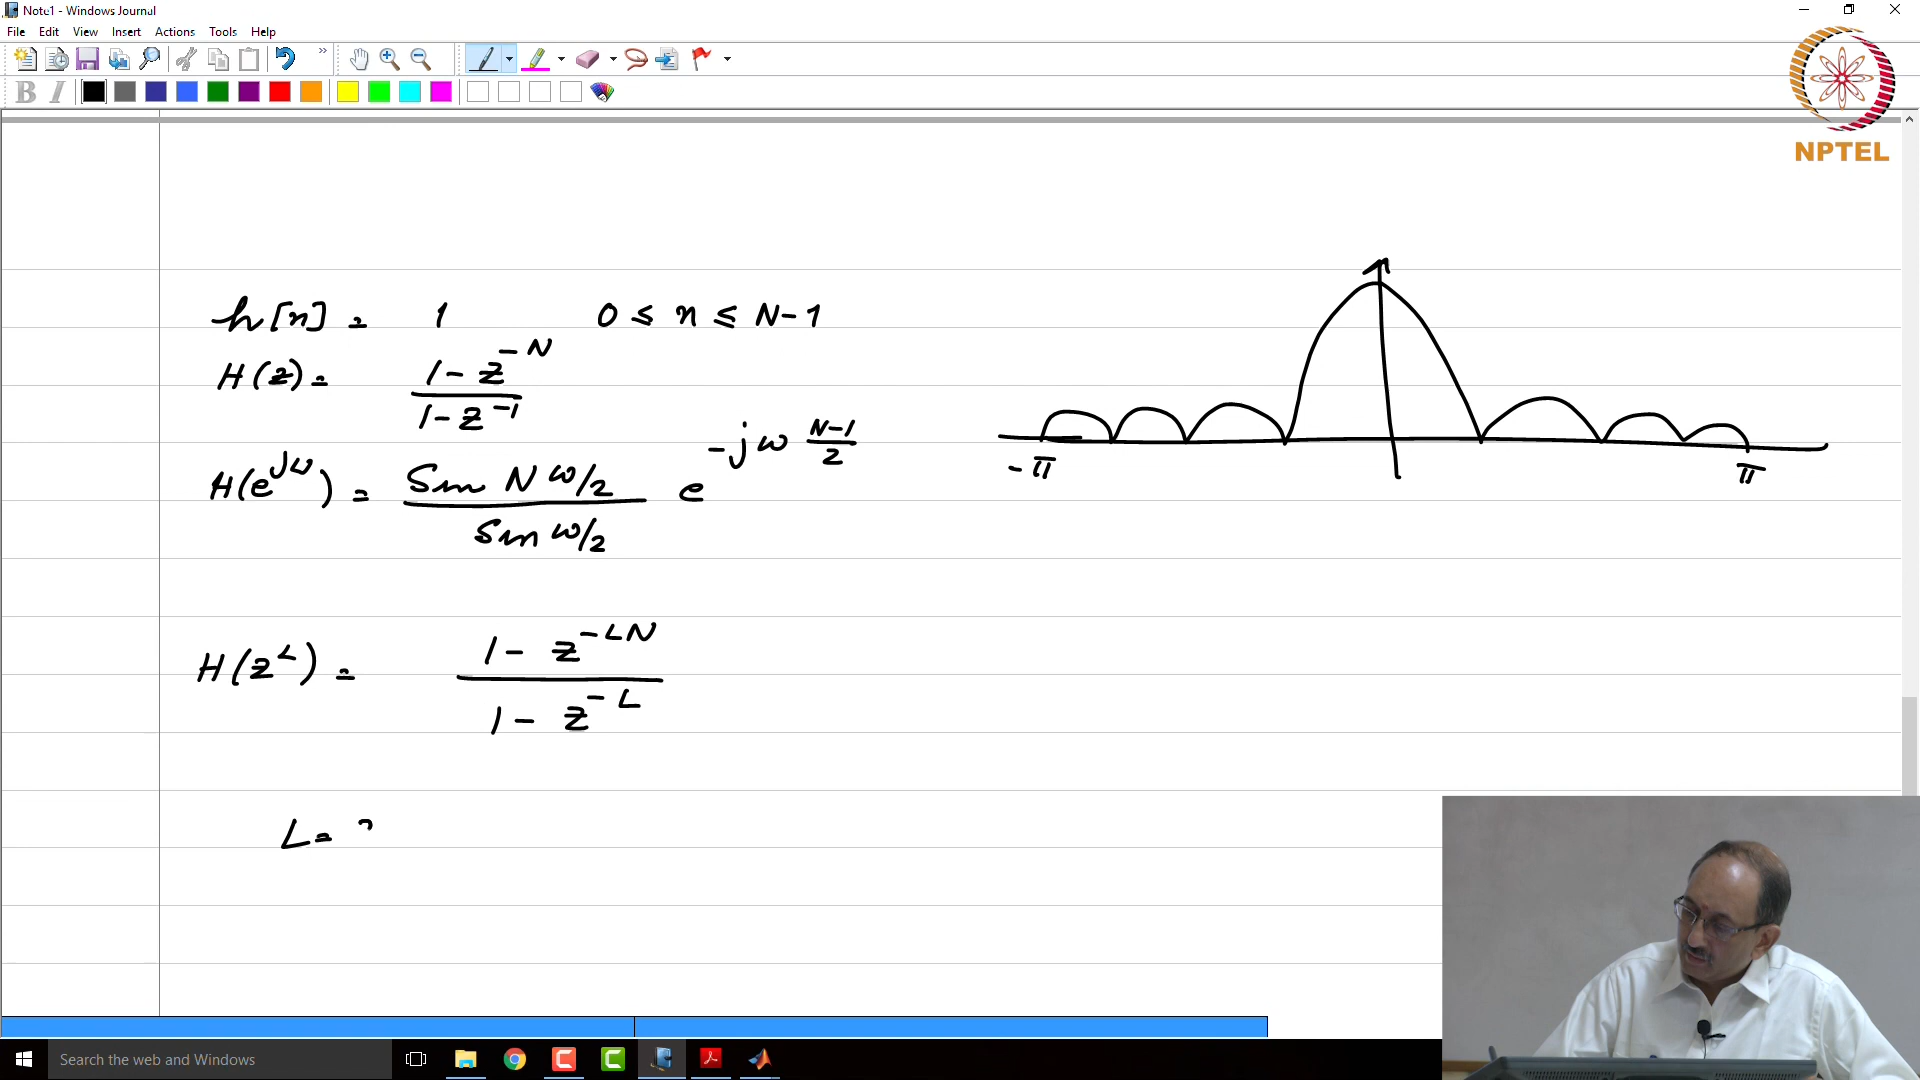 Note1 - Windows Journal
File Edit View Insert Actions Tools Help
B I
NPTEL
h[n] = 1 0 ≤ n ≤ N-1
H(z) = (1 - z^{-N}) / (1 - z^{-1})
H(e^{jω}) = (Sin Nω/2) / (Sin ω/2) e^{-jω (N-1)/2}
-π π
H(z^L) = (1 - z^{-LN}) / (1 - z^{-L})
L =
Search the web and Windows